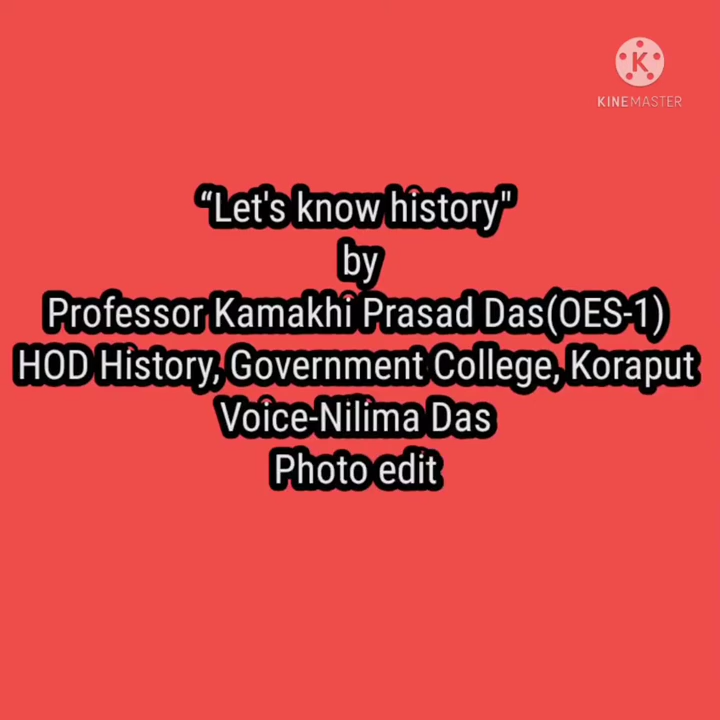 KINEMASTER
“Let's know history"
by
Professor Kamakhi Prasad Das(OES-1)
HOD History, Government College, Koraput
Voice-Nilima Das
Photo edit